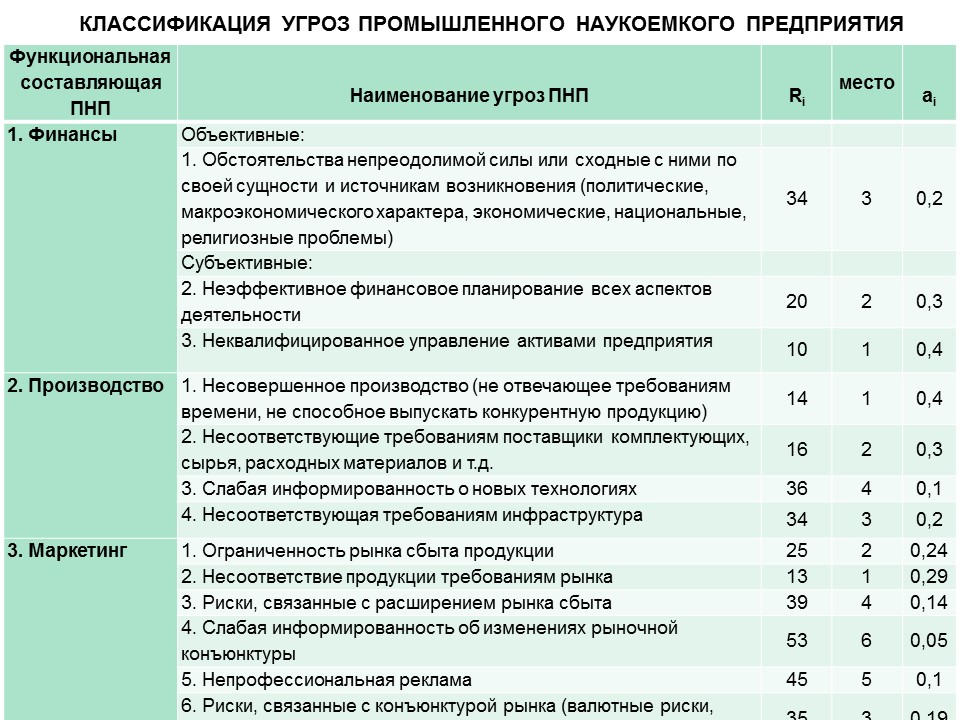 КЛАССИФИКАЦИЯ УГРОЗ ПРОМЫШЛЕННОГО НАУКОЕМКОГО ПРЕДПРИЯТИЯ
Функциональная
составляющая
ПНП
Наименование угроз ПНП
Ri
место
ai
1. Финансы
Объективные:
1. Обстоятельства непреодолимой силы или сходные с ними по
своей сущности и источникам возникновения (политические,
макроэкономического характера, экономические, национальные,
религиозные проблемы)
34 3 0,2
Субъективные:
2. Неэффективное финансовое планирование всех аспектов
деятельности
20 2 0,3
3. Неквалифицированное управление активами предприятия
10 1 0,4
2. Производство
1. Несовершенное производство (не отвечающее требованиям
времени, не способное выпускать конкурентную продукцию)
14 1 0,4
2. Несоответствующие требованиям поставщики комплектующих,
сырья, расходных материалов и т.д.
16 2 0,3
3. Слабая информированность о новых технологиях 36 4 0,1
4. Несоответствующая требованиям инфраструктура 34 3 0,2
3. Маркетинг
1. Ограниченность рынка сбыта продукции 25 2 0,24
2. Несоответствие продукции требованиям рынка 13 1 0,29
3. Риски, связанные с расширением рынка сбыта 39 4 0,14
4. Слабая информированность об изменениях рыночной
конъюнктуры
53 6 0,05
5. Непрофессиональная реклама 45 5 0,1
6. Риски, связанные с конъюнктурой рынка (валютные риски,
35 3 0,19